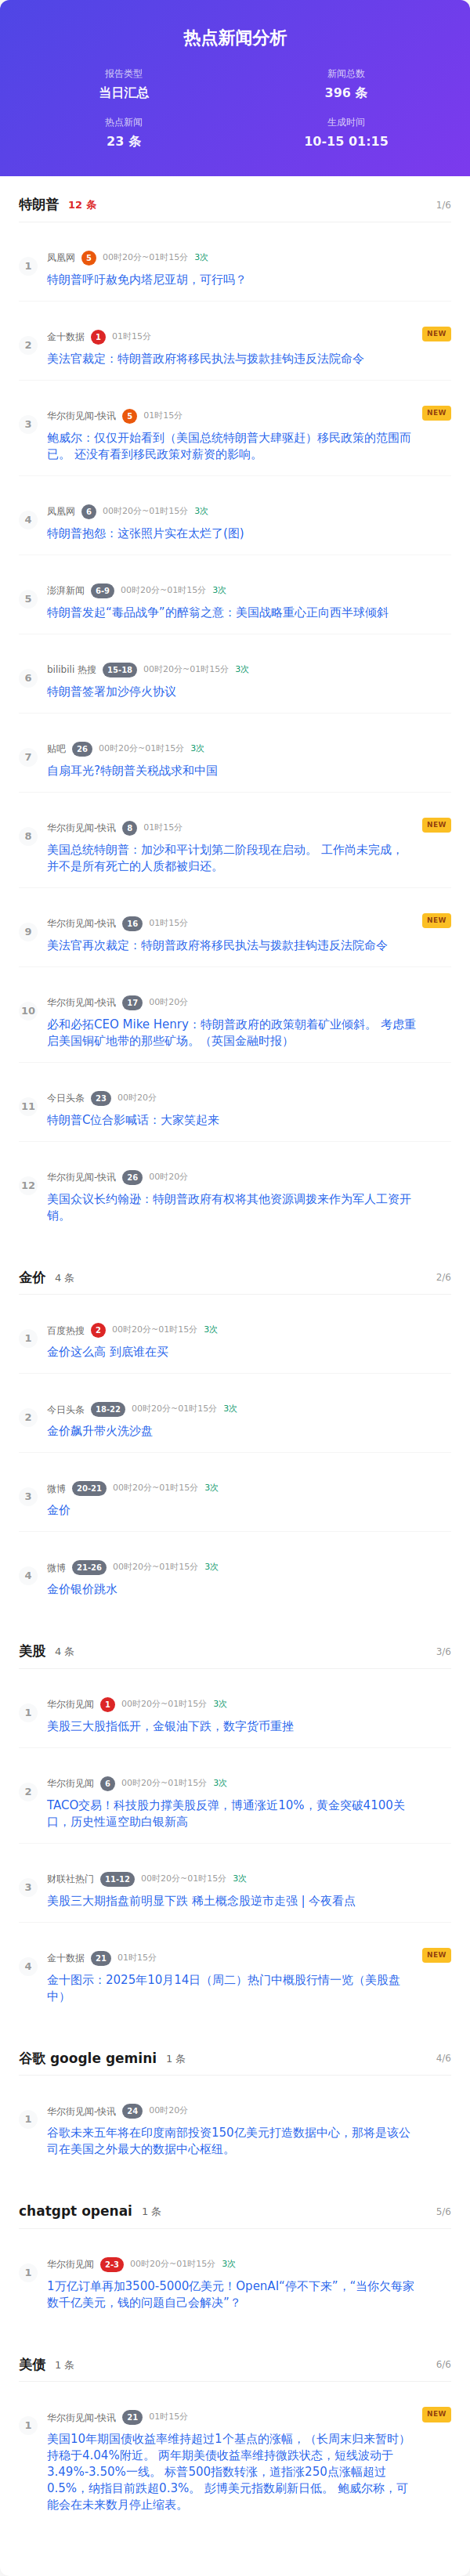 热点新闻分析
报告类型
新闻总数
当日汇总
396 条
热点新闻
生成时间
23 条
10-15 01:15
特朗普 12 条 1/6
1
凤凰网 5 00时20分~01时15分 3次
特朗普呼吁赦免内塔尼亚胡，可行吗？
2
金十数据 1 01时15分 NEW
美法官裁定：特朗普政府将移民执法与拨款挂钩违反法院命令
3
华尔街见闻-快讯 5 01时15分 NEW
鲍威尔：仅仅开始看到（美国总统特朗普大肆驱赶）移民政策的范围而
已。 还没有看到移民政策对薪资的影响。
4
凤凰网 6 00时20分~01时15分 3次
特朗普抱怨：这张照片实在太烂了(图)
5
澎湃新闻 6-9 00时20分~01时15分 3次
特朗普发起“毒品战争”的醉翁之意：美国战略重心正向西半球倾斜
6
bilibili 热搜 15-18 00时20分~01时15分 3次
特朗普签署加沙停火协议
7
贴吧 26 00时20分~01时15分 3次
自扇耳光?特朗普关税战求和中国
8
华尔街见闻-快讯 8 01时15分 NEW
美国总统特朗普：加沙和平计划第二阶段现在启动。 工作尚未完成，
并不是所有死亡的人质都被归还。
9
华尔街见闻-快讯 16 01时15分 NEW
美法官再次裁定：特朗普政府将移民执法与拨款挂钩违反法院命令
10
华尔街见闻-快讯 17 00时20分
必和必拓CEO Mike Henry：特朗普政府的政策朝着矿业倾斜。 考虑重
启美国铜矿地带的那些矿场。（英国金融时报）
11
今日头条 23 00时20分
特朗普C位合影喊话：大家笑起来
12
华尔街见闻-快讯 26 00时20分
美国众议长约翰逊：特朗普政府有权将其他资源调拨来作为军人工资开
销。
金价 4 条 2/6
1
百度热搜 2 00时20分~01时15分 3次
金价这么高 到底谁在买
2
今日头条 18-22 00时20分~01时15分 3次
金价飙升带火洗沙盘
3
微博 20-21 00时20分~01时15分 3次
金价
4
微博 21-26 00时20分~01时15分 3次
金价银价跳水
美股 4 条 3/6
1
华尔街见闻 1 00时20分~01时15分 3次
美股三大股指低开，金银油下跌，数字货币重挫
2
华尔街见闻 6 00时20分~01时15分 3次
TACO交易！科技股力撑美股反弹，博通涨近10%，黄金突破4100关
口，历史性逼空助白银新高
3
财联社热门 11-12 00时20分~01时15分 3次
美股三大期指盘前明显下跌 稀土概念股逆市走强 | 今夜看点
4
金十数据 21 01时15分 NEW
金十图示：2025年10月14日（周二）热门中概股行情一览（美股盘
中）
谷歌 google gemini 1 条 4/6
1
华尔街见闻-快讯 24 00时20分
谷歌未来五年将在印度南部投资150亿美元打造数据中心，那将是该公
司在美国之外最大的数据中心枢纽。
chatgpt openai 1 条 5/6
1
华尔街见闻 2-3 00时20分~01时15分 3次
1万亿订单再加3500-5000亿美元！OpenAI“停不下来”，“当你欠每家
数千亿美元，钱的问题自己会解决”？
美债 1 条 6/6
1
华尔街见闻-快讯 21 01时15分 NEW
美国10年期国债收益率维持超过1个基点的涨幅，（长周末归来暂时）
持稳于4.04%附近。 两年期美债收益率维持微跌状态，短线波动于
3.49%-3.50%一线。 标普500指数转涨，道指涨250点涨幅超过
0.5%，纳指目前跌超0.3%。 彭博美元指数刷新日低。 鲍威尔称，可
能会在未来数月停止缩表。